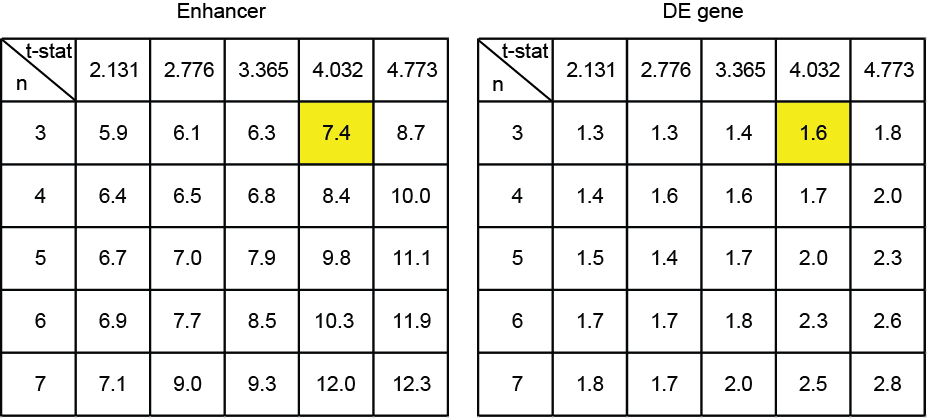 Enhancer
t-stat 2.131 2.776 3.365 4.032 4.773
n
3 5.9 6.1 6.3 7.4 8.7
4 6.4 6.5 6.8 8.4 10.0
5 6.7 7.0 7.9 9.8 11.1
6 6.9 7.7 8.5 10.3 11.9
7 7.1 9.0 9.3 12.0 12.3
DE gene
t-stat 2.131 2.776 3.365 4.032 4.773
n
3 1.3 1.3 1.4 1.6 1.8
4 1.4 1.6 1.6 1.7 2.0
5 1.5 1.4 1.7 2.0 2.3
6 1.7 1.7 1.8 2.3 2.6
7 1.8 1.7 2.0 2.5 2.8